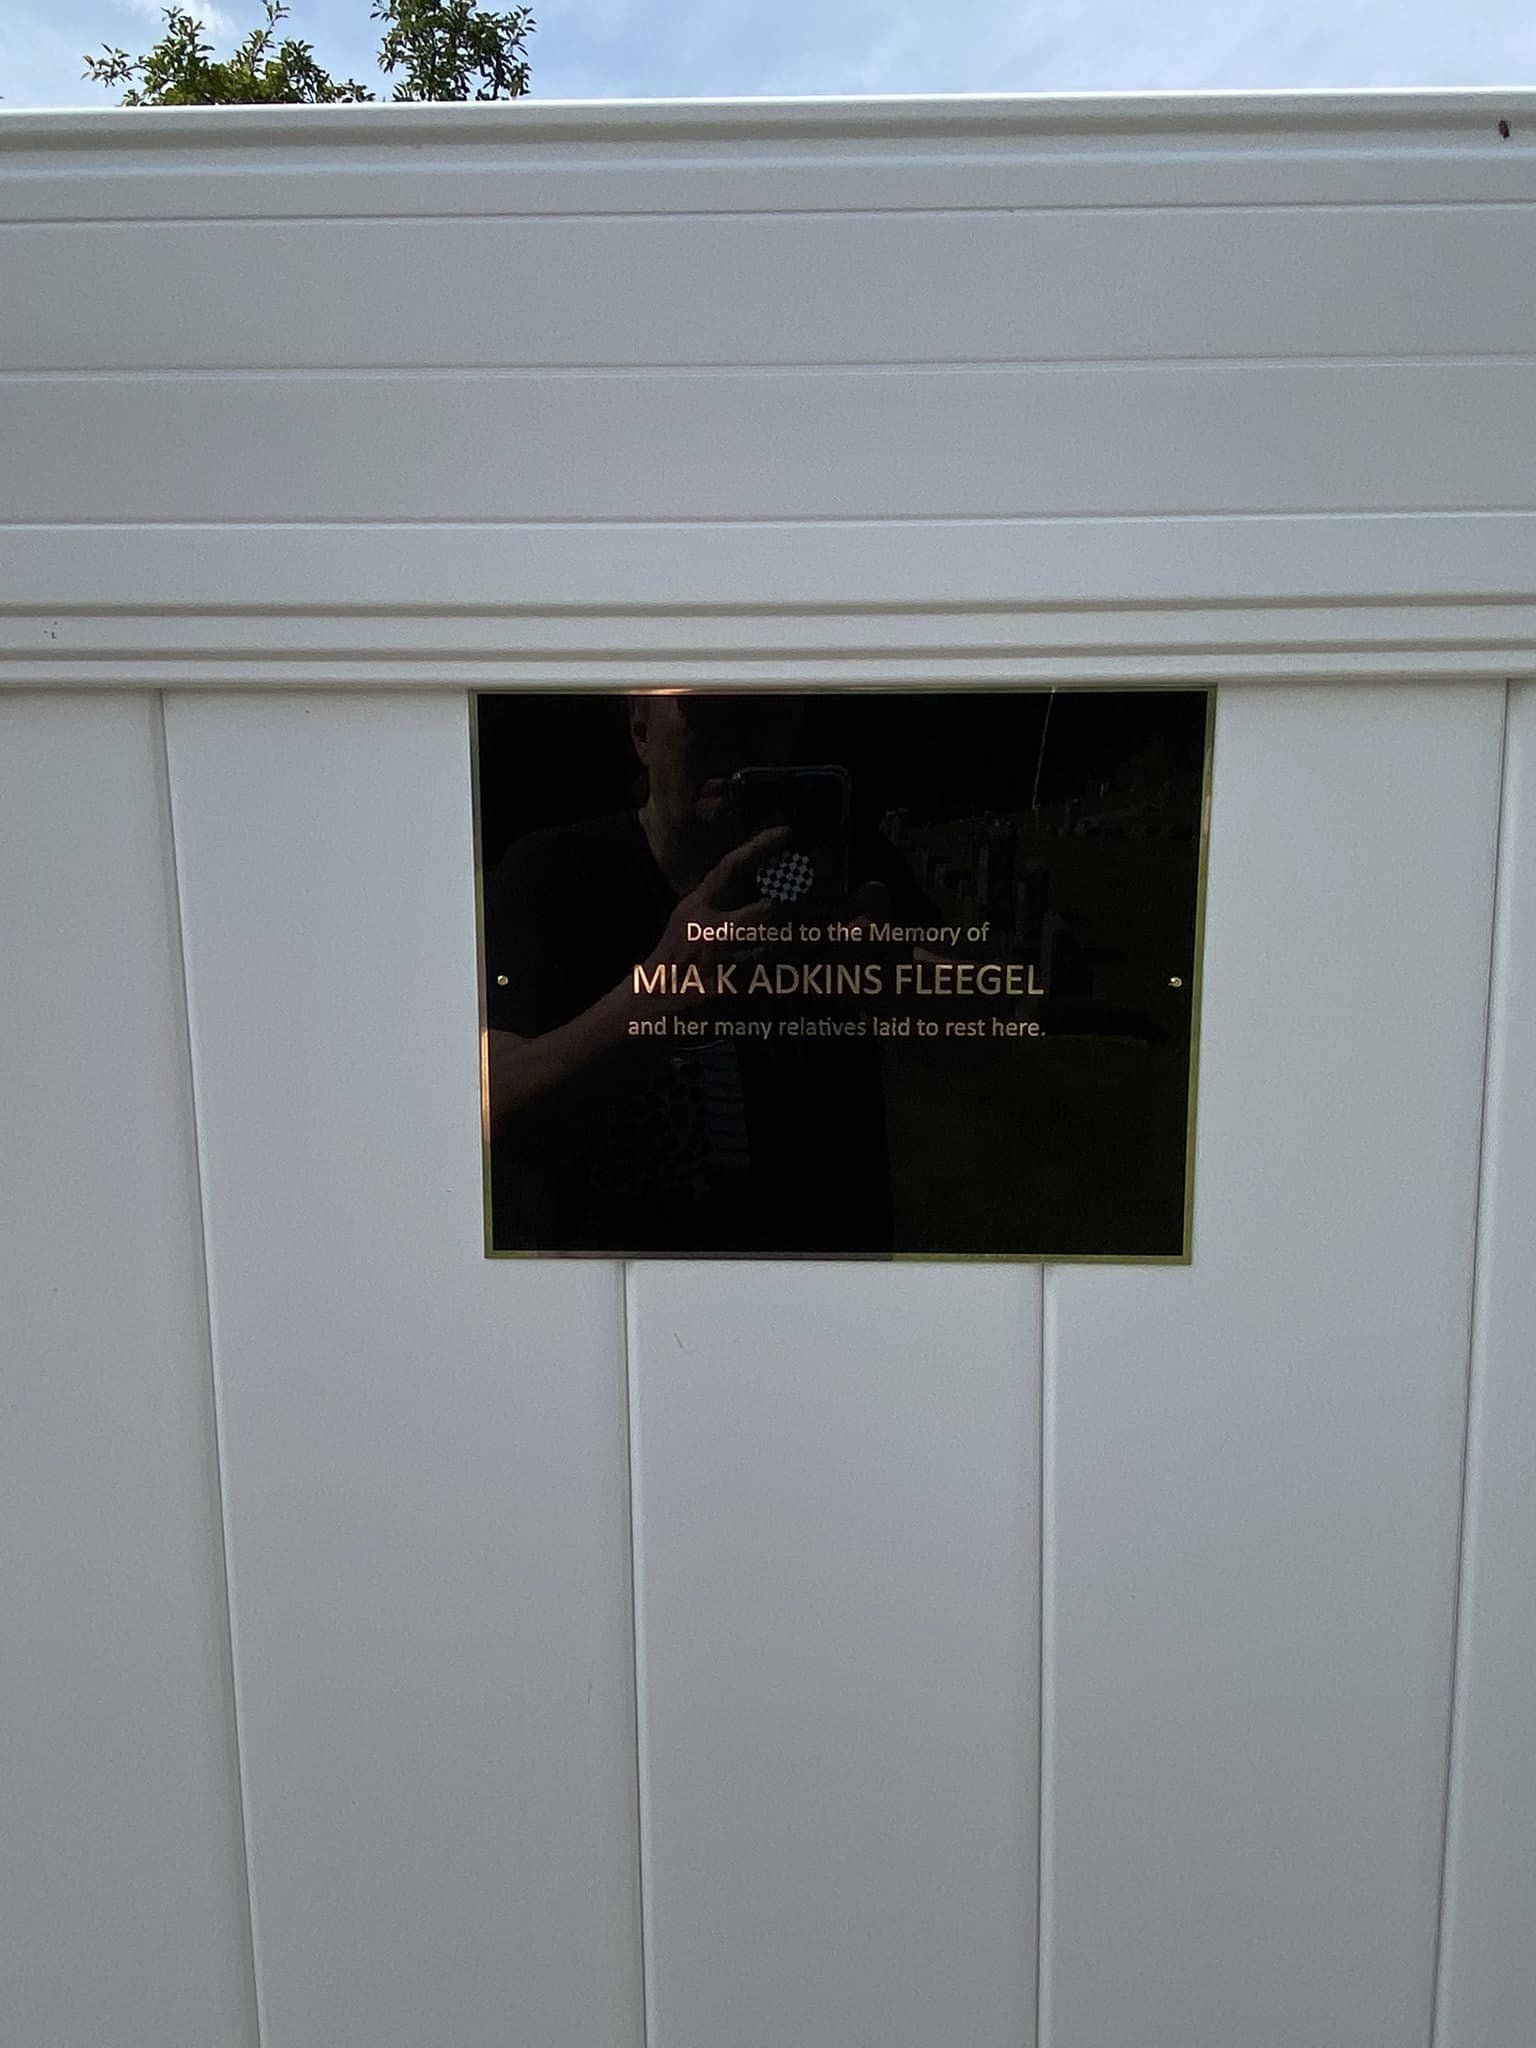 Dedicated to the Memory of
MIA K ADKINS FLEEGEL
and her many relatives laid to rest here.